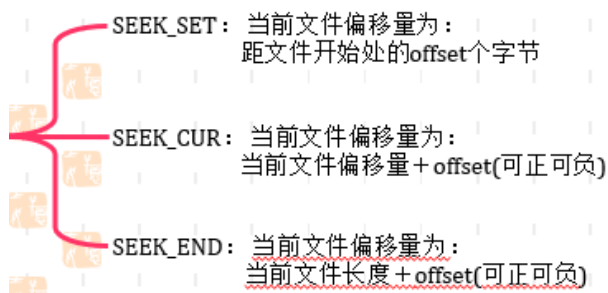 SEEK_SET：当前文件偏移量为：
距文件开始处的offset个字节
SEEK_CUR：当前文件偏移量为：
当前文件偏移量＋offset(可正可负)
SEEK_END：当前文件偏移量为：
当前文件长度＋offset(可正可负)